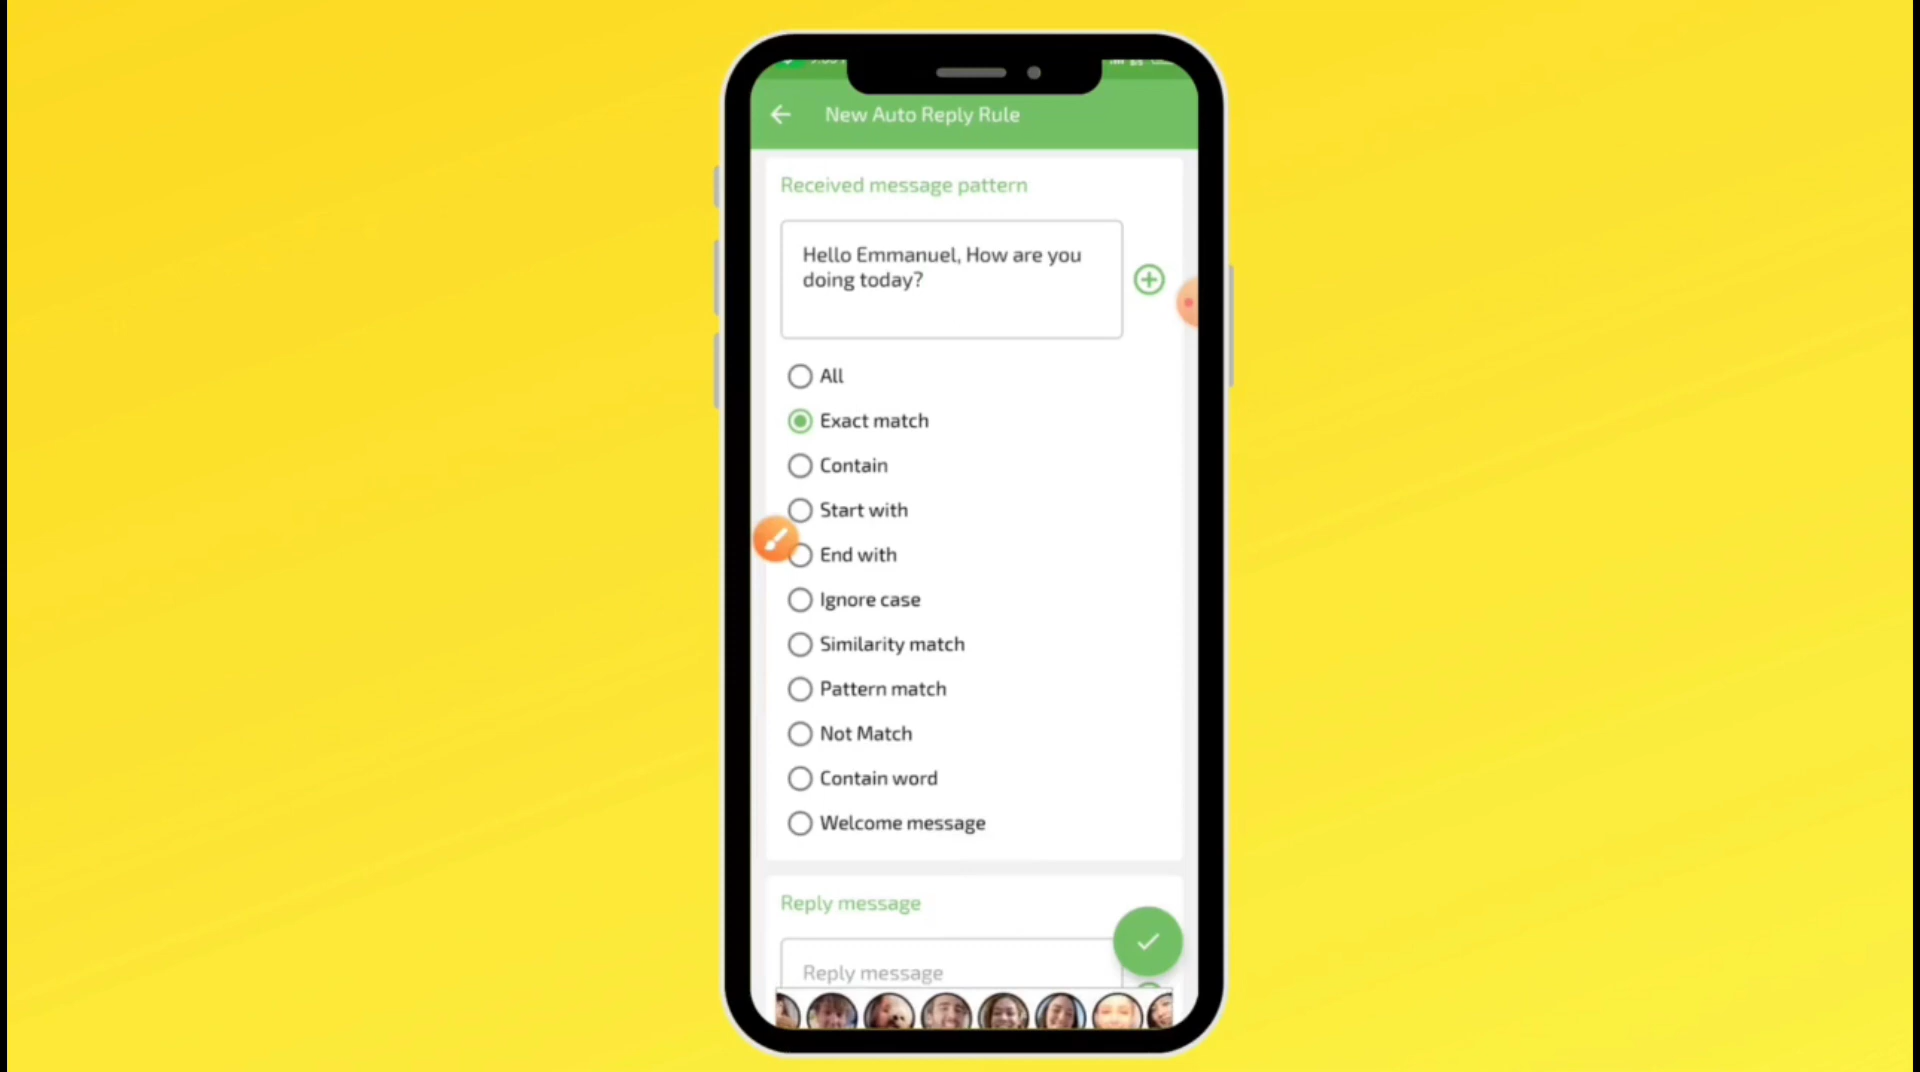 New Auto Reply Rule
Received message pattern
Hello Emmanuel, How are you
doing today?
All
Exact match
Contain
Start with
End with
Ignore case
Similarity match
Pattern match
Not Match
Contain word
Welcome message
Reply message
Reply message